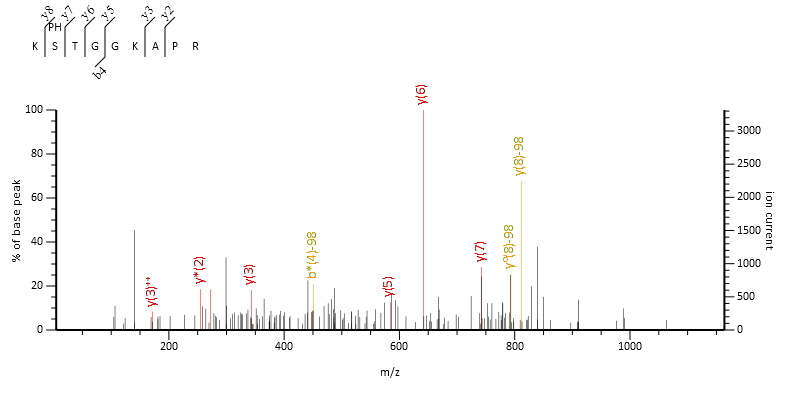 y8 y7 y6 y5 y3 y2
PH
K S T G G K A P R
b4
y(6)
y(8)-98
y(7)
yº(8)-98
b*(4)-98
y*(2)
y(3)
y(3)⁺⁺
y(5)
100
80
60
40
20
0
% of base peak
3000
2500
2000
1500
1000
500
0
ion current
200 400 600 800 1000
m/z